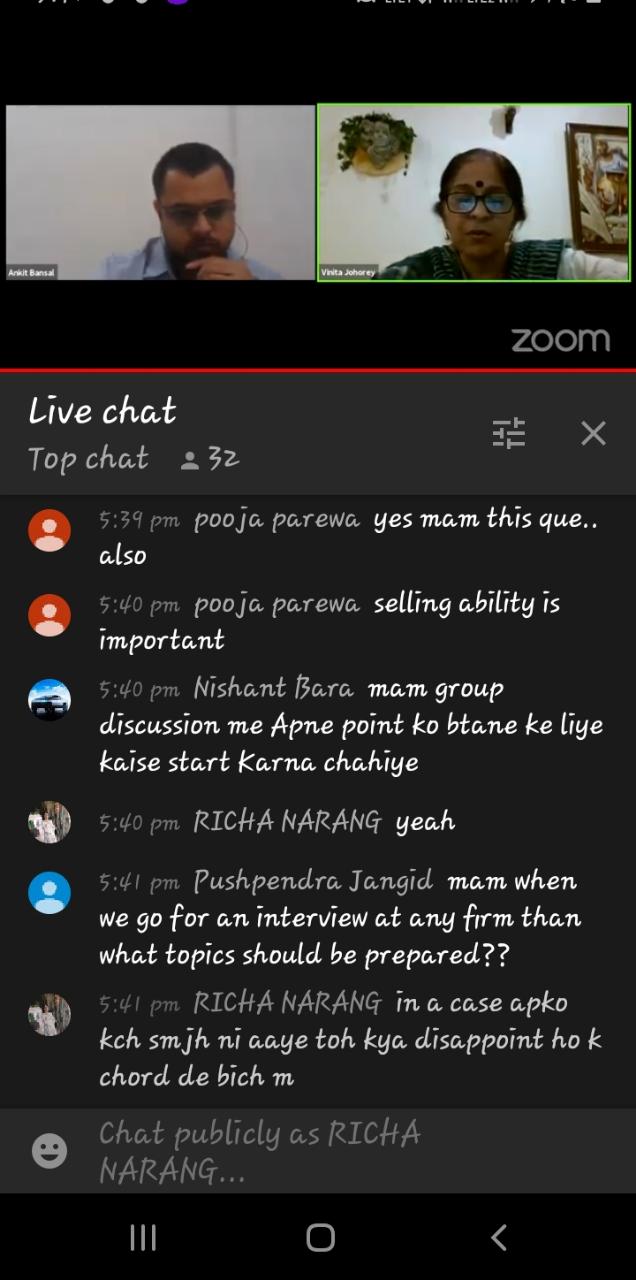 Ankit Bansal
Vinita Johorey
zoom
Live chat
Top chat 32
5:39 pm pooja parewa yes mam this que..
also
5:40 pm pooja parewa selling ability is
important
5:40 pm Nishant Bara mam group
discussion me Apne point ko btane ke liye
kaise start Karna chahiye
5:40 pm RICHA NARANG yeah
5:41 pm Pushpendra Jangid mam when
we go for an interview at any firm than
what topics should be prepared??
5:41 pm RICHA NARANG in a case apko
kch smjh ni aaye toh kya disappoint ho k
chord de bich m
Chat publicly as RICHA
NARANG...